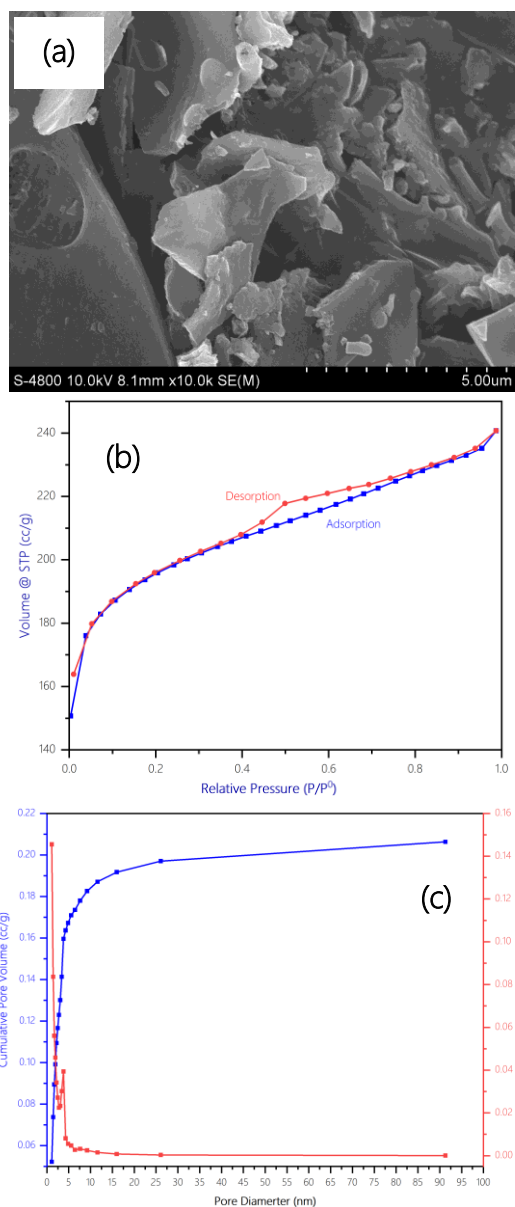 (a)
S-4800 10.0kV 8.1mm x10.0k SE(M) 5.00um
(b)
Desorption
Adsorption
Volume @ STP (cc/g)
240
220
200
180
160
140
0.0 0.2 0.4 0.6 0.8 1.0
Relative Pressure (P/P⁰)
(c)
Cumulative Pore Volume (cc/g)
0.22
0.20
0.18
0.16
0.14
0.12
0.10
0.08
0.06
0.16
0.14
0.12
0.10
0.08
0.06
0.04
0.02
0.00
0 5 10 15 20 25 30 35 40 45 50 55 60 65 70 75 80 85 90 95 100
Pore Diamerter (nm)